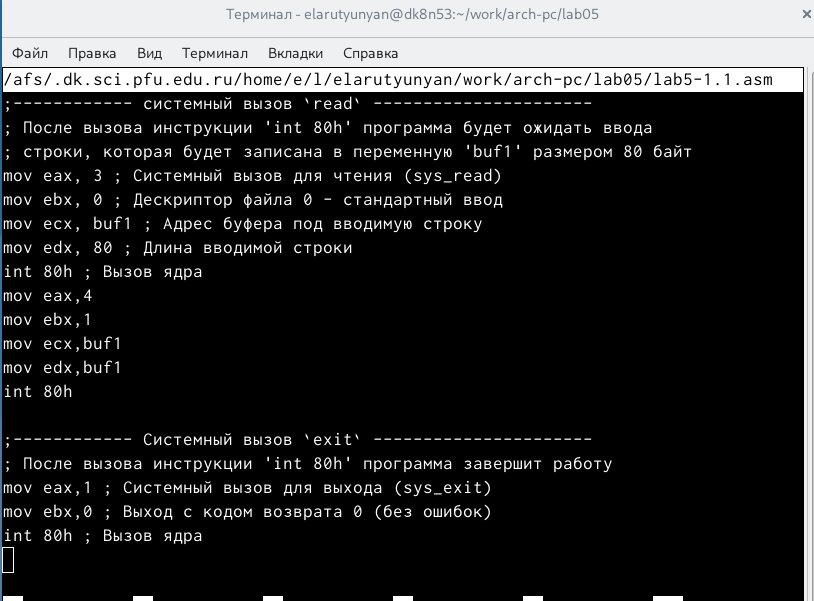 Терминал - elarutyunyan@dk8n53:~/work/arch-pc/lab05
Файл Правка Вид Терминал Вкладки Справка
/afs/.dk.sci.pfu.edu.ru/home/e/l/elarutyunyan/work/arch-pc/lab05/lab5-1.1.asm
;------------ системный вызов `read` ----------------------
; После вызова инструкции 'int 80h' программа будет ожидать ввода
; строки, которая будет записана в переменную 'buf1' размером 80 байт
mov eax, 3 ; Системный вызов для чтения (sys_read)
mov ebx, 0 ; Дескриптор файла 0 - стандартный ввод
mov ecx, buf1 ; Адрес буфера под вводимую строку
mov edx, 80 ; Длина вводимой строки
int 80h ; Вызов ядра
mov eax,4
mov ebx,1
mov ecx,buf1
mov edx,buf1
int 80h
;------------ Системный вызов `exit` ----------------------
; После вызова инструкции 'int 80h' программа завершит работу
mov eax,1 ; Системный вызов для выхода (sys_exit)
mov ebx,0 ; Выход с кодом возврата 0 (без ошибок)
int 80h ; Вызов ядра